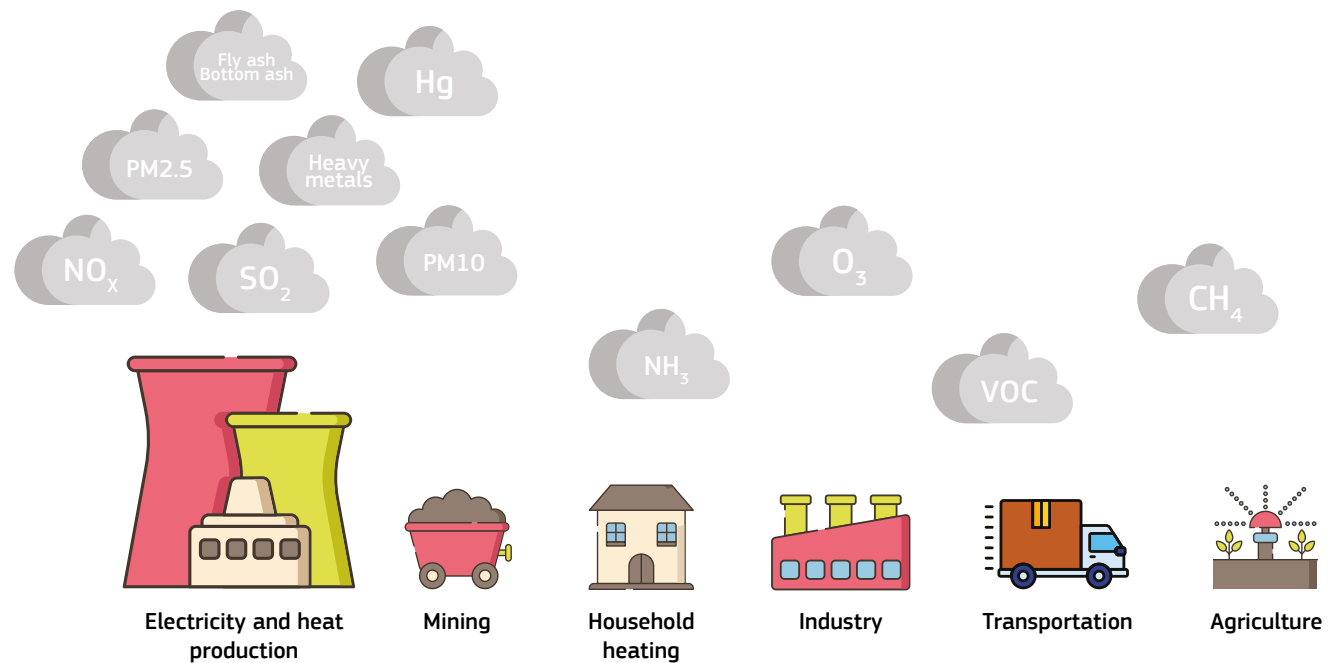 Fly ash
Bottom ash
Hg
PM2.5
Heavy
metals
NOₓ
SO₂
PM10
O₃
CH₄
NH₃
VOC
Electricity and heat
production
Mining
Household
heating
Industry
Transportation
Agriculture